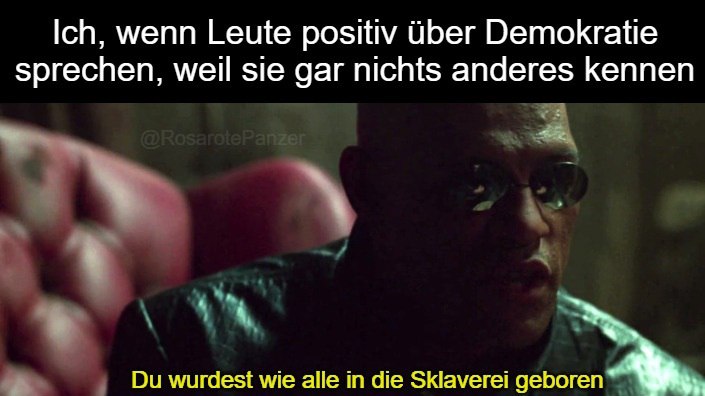 Ich, wenn Leute positiv über Demokratie
sprechen, weil sie gar nichts anderes kennen
@RosarotePanzer
Du wurdest wie alle in die Sklaverei geboren